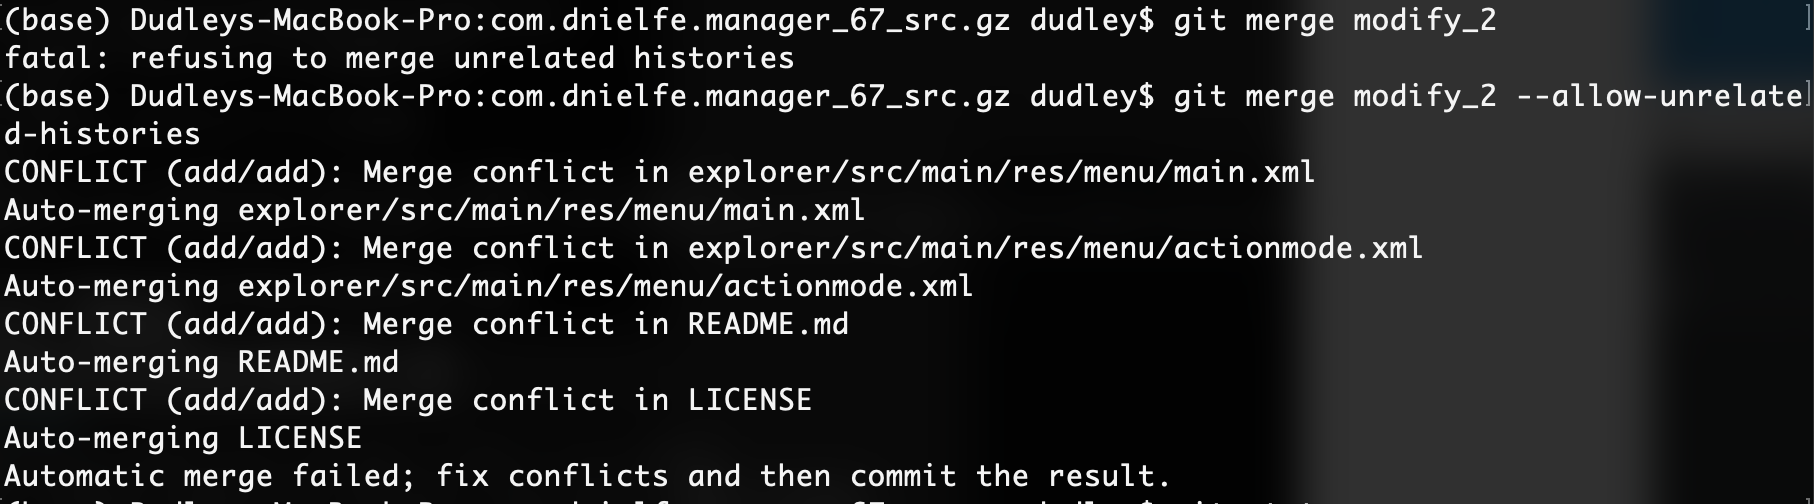 (base) Dudleys-MacBook-Pro:com.dnielfe.manager_67_src.gz dudley$ git merge modify_2
fatal: refusing to merge unrelated histories
(base) Dudleys-MacBook-Pro:com.dnielfe.manager_67_src.gz dudley$ git merge modify_2 --allow-unrelate
d-histories
CONFLICT (add/add): Merge conflict in explorer/src/main/res/menu/main.xml
Auto-merging explorer/src/main/res/menu/main.xml
CONFLICT (add/add): Merge conflict in explorer/src/main/res/menu/actionmode.xml
Auto-merging explorer/src/main/res/menu/actionmode.xml
CONFLICT (add/add): Merge conflict in README.md
Auto-merging README.md
CONFLICT (add/add): Merge conflict in LICENSE
Auto-merging LICENSE
Automatic merge failed; fix conflicts and then commit the result.